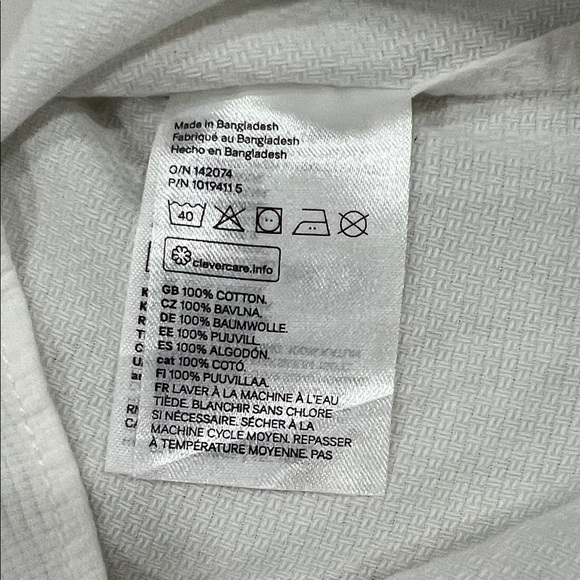 Made in Bangladesh
Fabriqué au Bangladesh
Hecho en Bangladesh
O/N 142074
P/N 1019411 5
40
clevercare.info
GB 100% COTTON.
CZ 100% BAVLNA.
DE 100% BAUMWOLLE.
EE 100% PUUVILL.
ES 100% ALGODÓN.
cat 100% COTÓ.
FI 100% PUUVILLAA.
FR LAVER À LA MACHINE À L'EAU
TIÈDE. BLANCHIR SANS CHLORE
SI NÉCESSAIRE. SÉCHER À LA
MACHINE CYCLE MOYEN. REPASSER
À TEMPÉRATURE MOYENNE. PAS